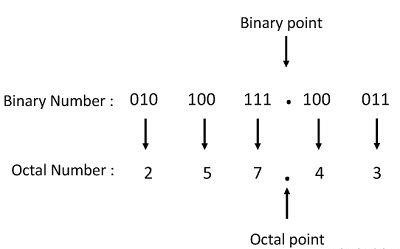 Binary point
Binary Number : 010 100 111 . 100 011
Octal Number : 2 5 7 . 4 3
Octal point